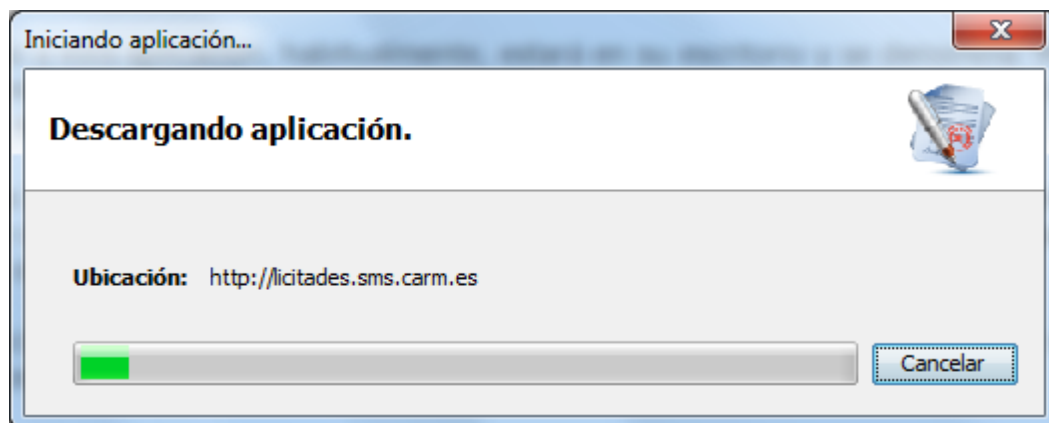 Iniciando aplicación...
Descargando aplicación.
Ubicación: http://licitades.sms.carm.es
Cancelar